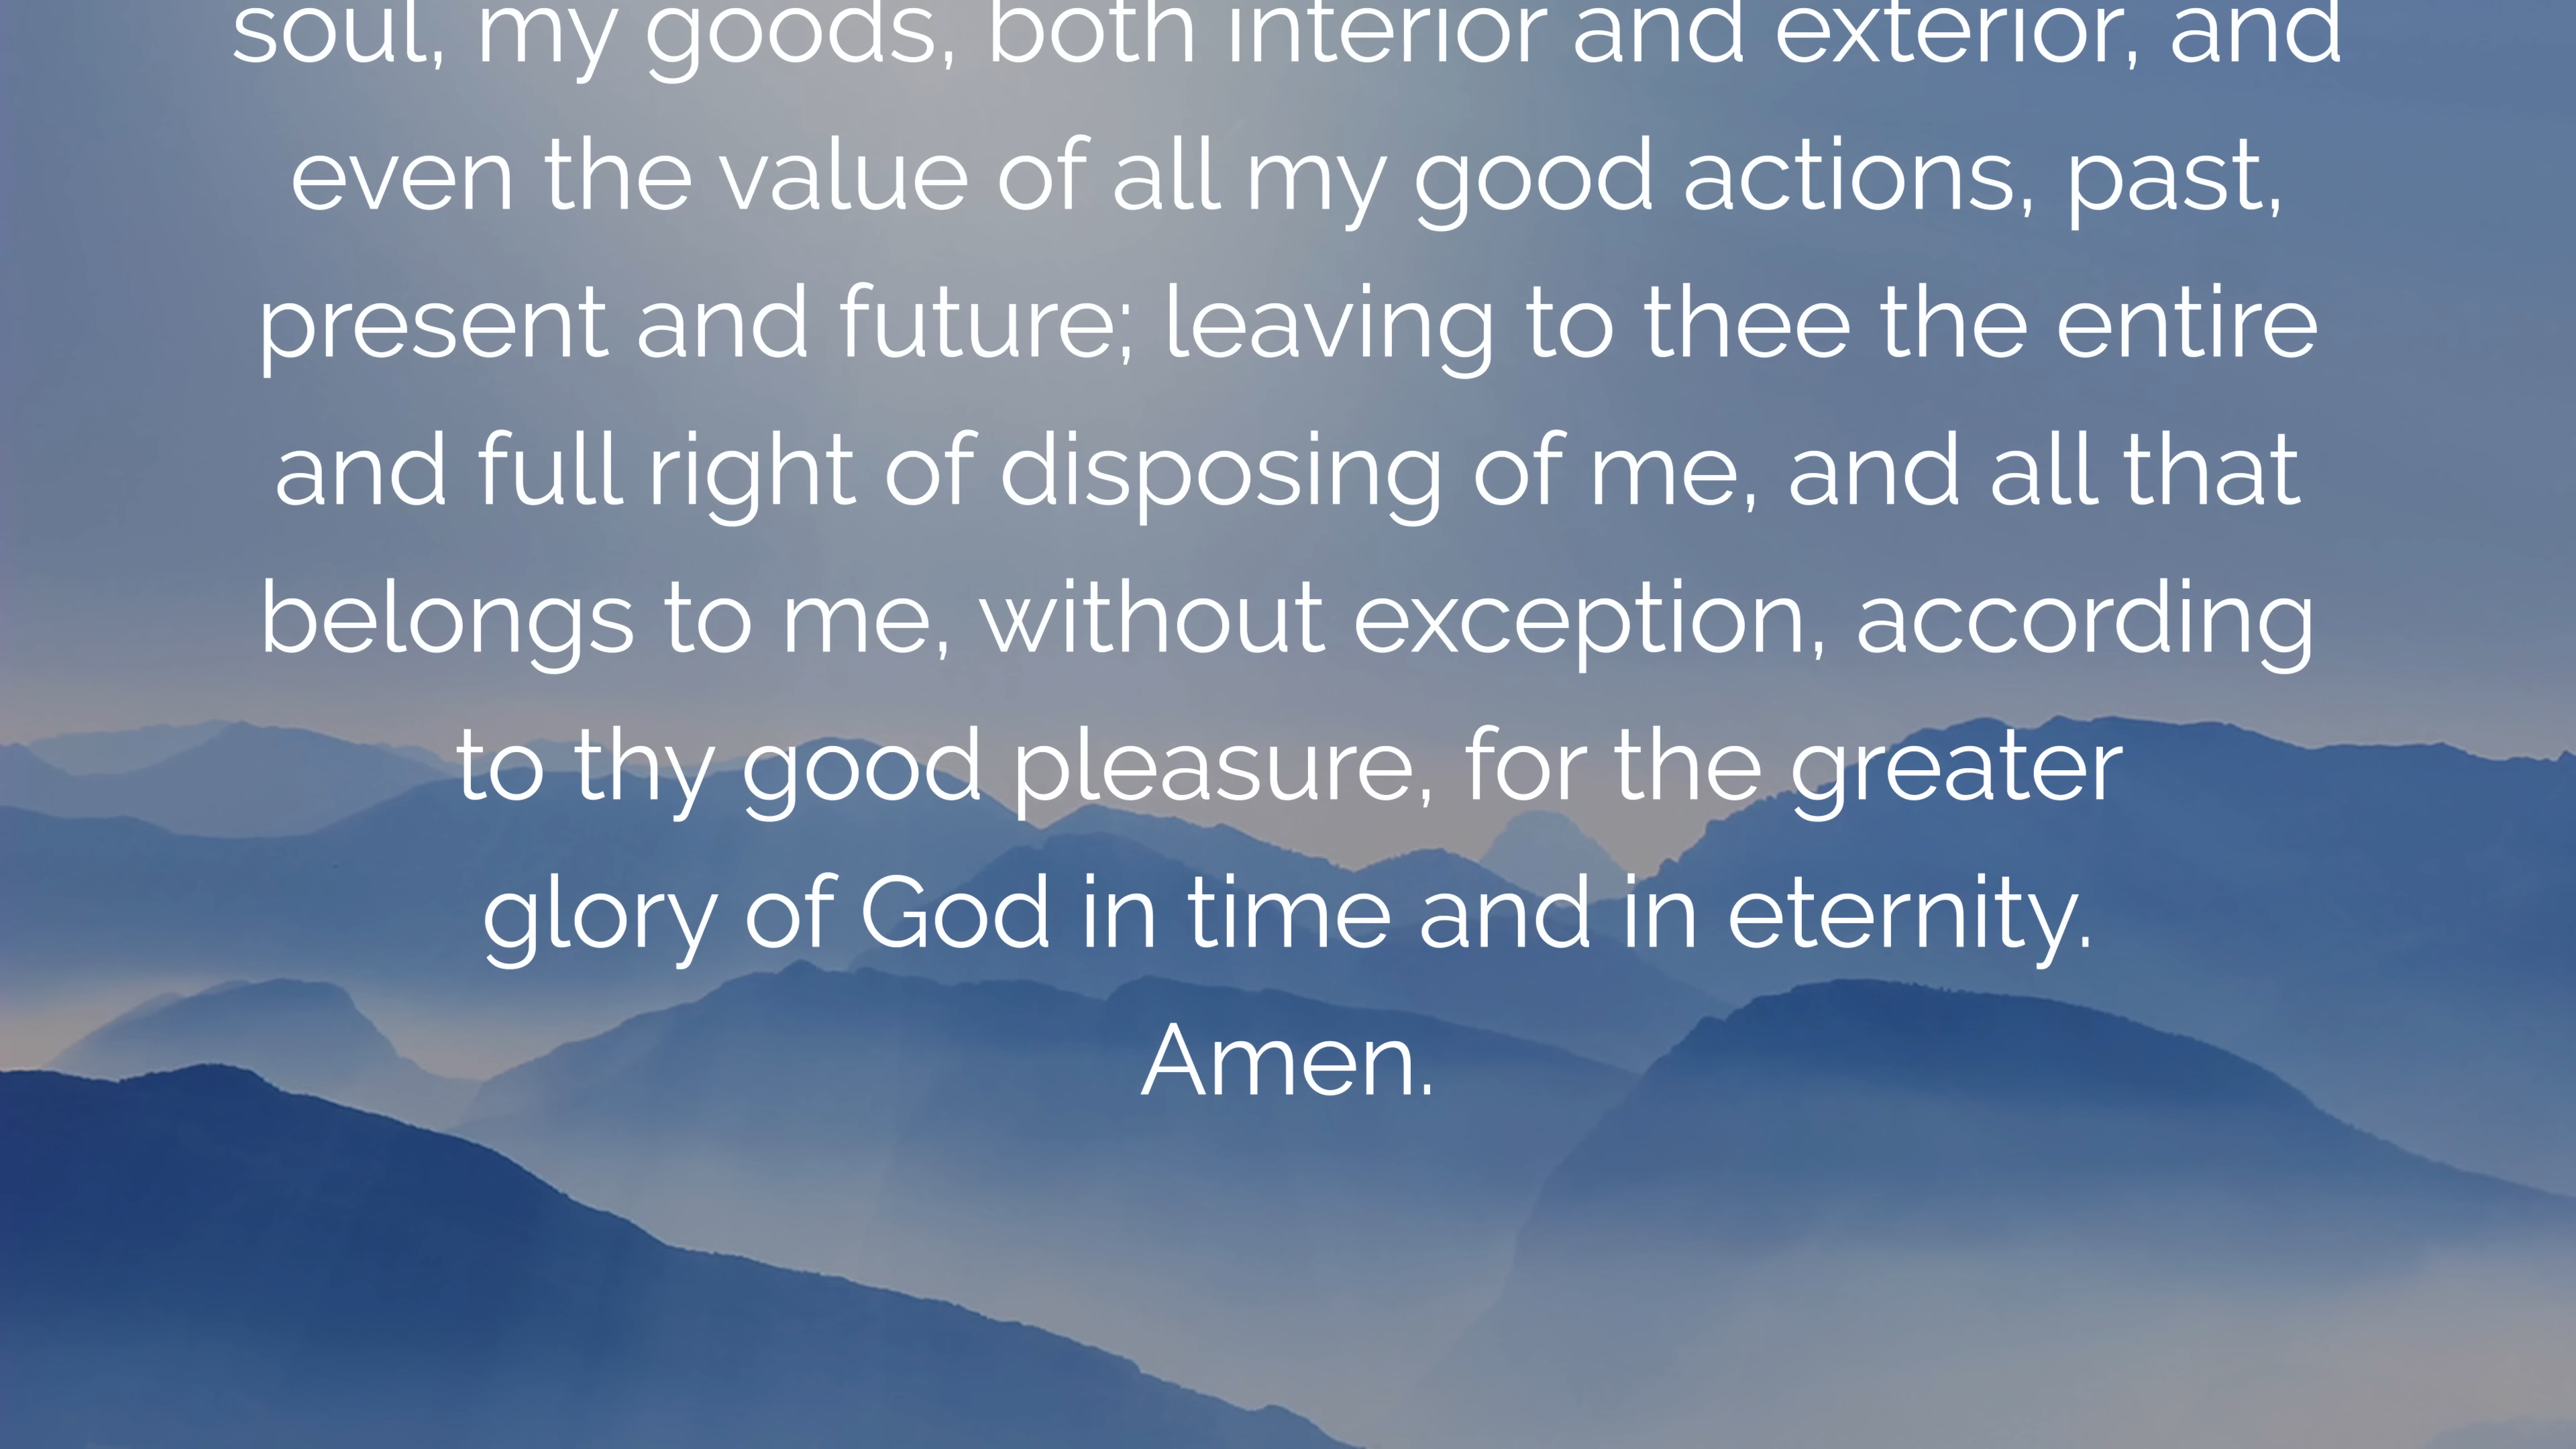 soul, my goods, both interior and exterior, and
even the value of all my good actions, past,
present and future; leaving to thee the entire
and full right of disposing of me, and all that
belongs to me, without exception, according
to thy good pleasure, for the greater
glory of God in time and in eternity.
Amen.